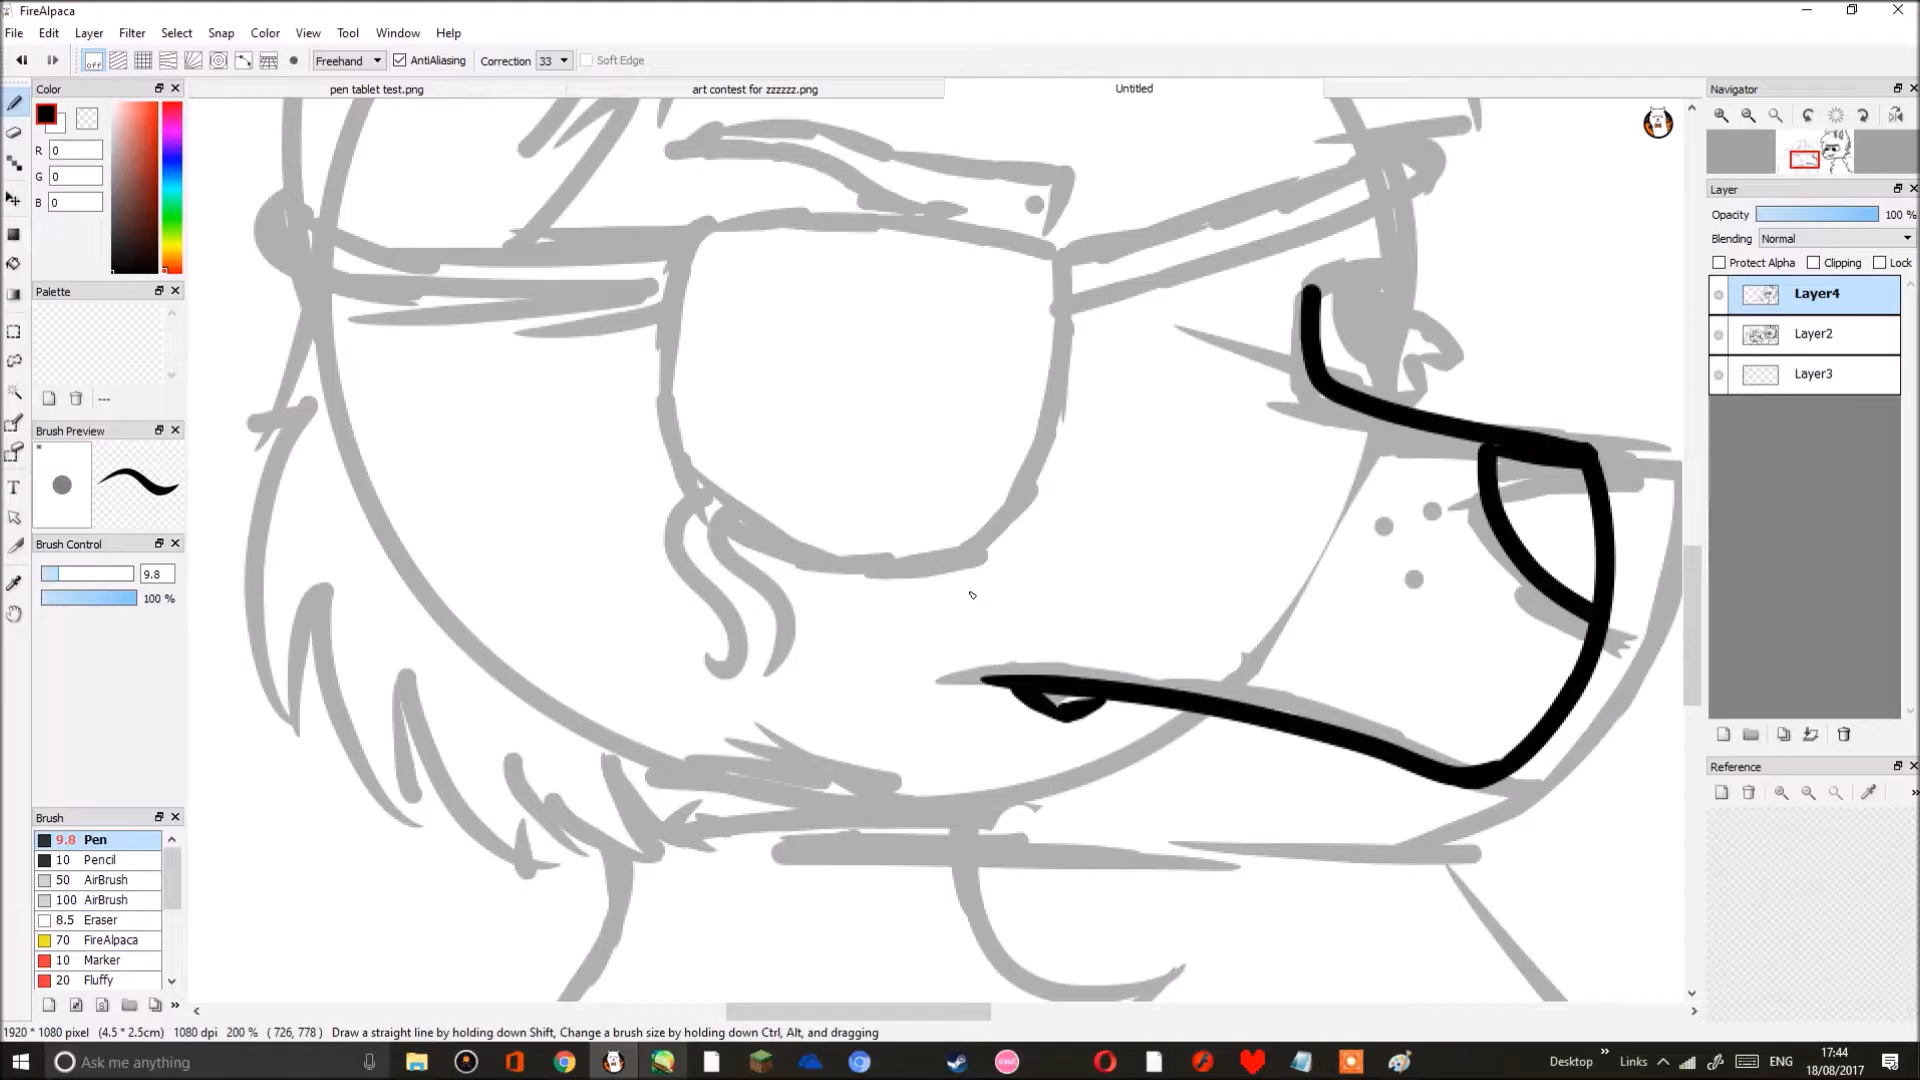 FireAlpaca
File Edit Layer Filter Select Snap Color View Tool Window Help
off Freehand AntiAliasing Correction 33 Soft Edge
Color
pen tablet test.png
art contest for zzzzzz.png
Untitled
Navigator
R 0
G 0
B 0
Layer
Opacity 100 %
Blending Normal
Protect Alpha Clipping Lock
Layer4
Layer2
Layer3
Palette
---
Brush Preview
Brush Control
9.8
100 %
Reference
Brush
9.8 Pen
10 Pencil
50 AirBrush
100 AirBrush
8.5 Eraser
70 FireAlpaca
10 Marker
20 Fluffy
1920 * 1080 pixel (4.5 * 2.5cm) 1080 dpi 200 % ( 726, 778 ) Draw a straight line by holding down Shift, Change a brush size by holding down Ctrl, Alt, and dragging
Ask me anything
Desktop » Links ENG
17:44
18/08/2017